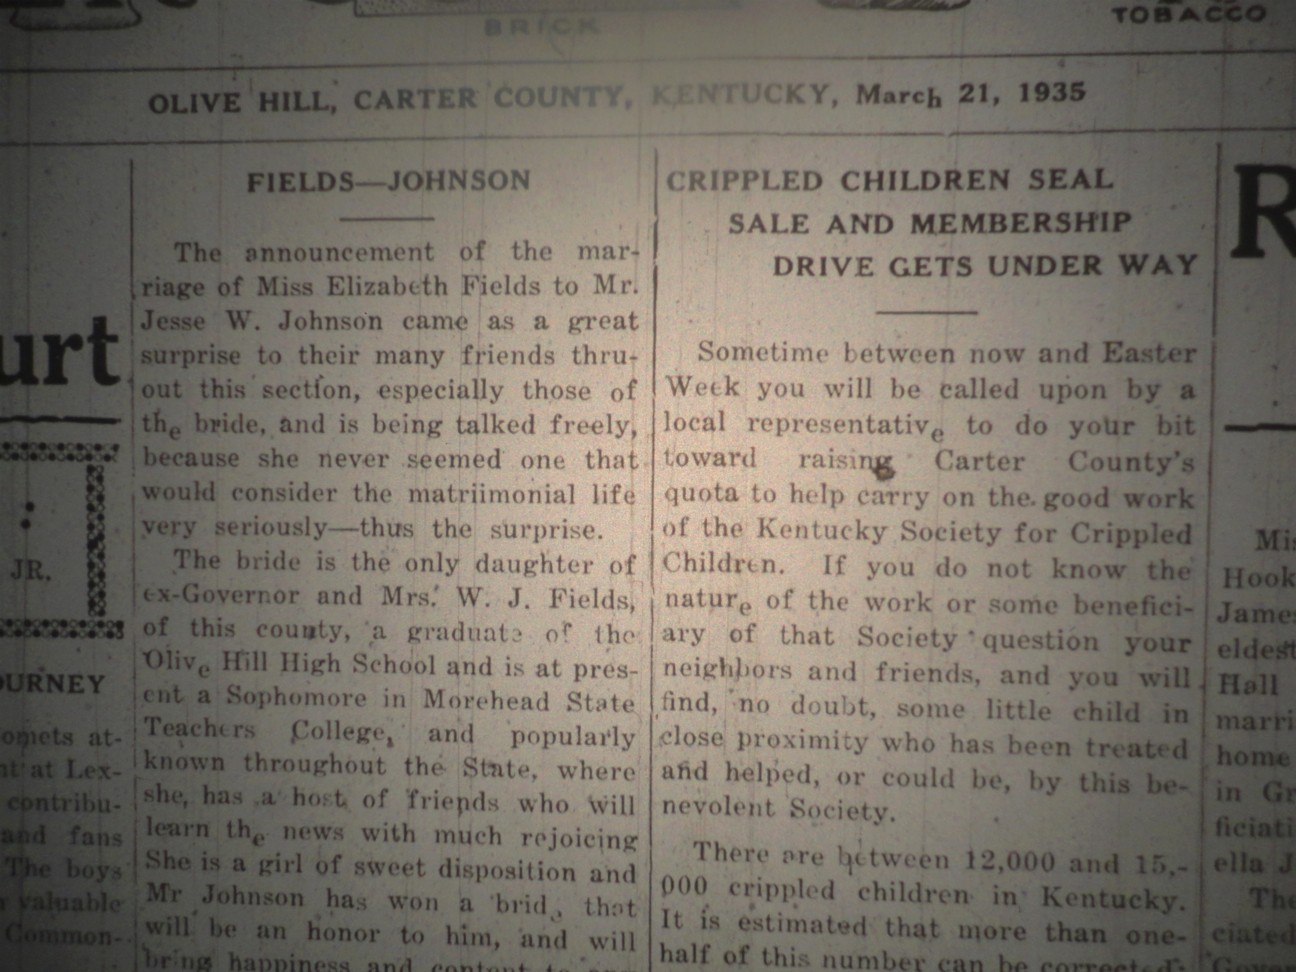 BRICK
TOBACCO
OLIVE HILL, CARTER COUNTY, KENTUCKY, March 21, 1935
urt
:
JR.
OURNEY
omets at-
nt at Lex-
contribu-
and fans
The boys
valuable
Common-
FIELDS—JOHNSON
The announcement of the mar-
riage of Miss Elizabeth Fields to Mr.
Jesse W. Johnson came as a great
surprise to their many friends thru-
out this section, especially those of
the bride, and is being talked freely,
because she never seemed one that
would consider the matriimonial life
very seriously—thus the surprise.
The bride is the only daughter of
ex-Governor and Mrs. W. J. Fields,
of this county, a graduate of the
Olive Hill High School and is at pres-
ent a Sophomore in Morehead State
Teachers College, and popularly
known throughout the State, where
she, has a host of friends who will
learn the news with much rejoicing
She is a girl of sweet disposition and
Mr Johnson has won a bride that
will be an honor to him, and will
bring happiness and content to any
CRIPPLED CHILDREN SEAL
SALE AND MEMBERSHIP
DRIVE GETS UNDER WAY
Sometime between now and Easter
Week you will be called upon by a
local representative to do your bit
toward raising Carter County's
quota to help carry on the good work
of the Kentucky Society for Crippled
Children. If you do not know the
nature of the work or some benefici-
ary of that Society question your
neighbors and friends, and you will
find, no doubt, some little child in
close proximity who has been treated
and helped, or could be, by this be-
nevolent Society.
There are between 12,000 and 15,-
000 crippled children in Kentucky.
It is estimated that more than one-
half of this number can be corrected
R
Mis
Hook
James
eldest
Hall
marri
home
in Gr
ficiati
ella J
The
ciated
Gover